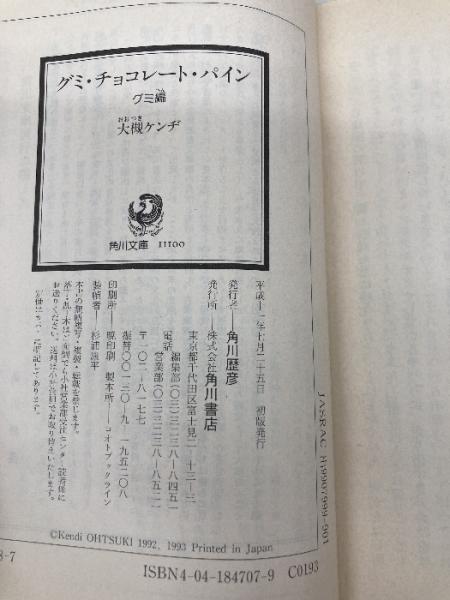 グミ・チョコレート・パイン
グミ編
大槻ケンヂ
おおつき
角川文庫 11100
平成十一年七月二十五日 初版発行
発行者——角川歴彦
発行所——株式会社角川書店
東京都千代田区富士見二-十三-三
電話 編集部(〇三)三二三八-八四五一
営業部(〇三)三二三八-八五二一
〒一〇二-八一七七
振替〇〇一三〇-九-一九五二〇八
印刷所——暁印刷 製本所——コオトブックライン
装幀者——杉浦康平
本書の無断複写・複製・転載を禁じます。
落丁・乱丁本はご面倒でも小社営業部受注センター読者係に
お送りください。送料は小社負担でお取り替えいたします。
定価はカバーに明記してあります。
JASRAC H9907999-901
©Kendi OHTSUKI 1992, 1993 Printed in Japan
8-7
ISBN4-04-184707-9 C0193